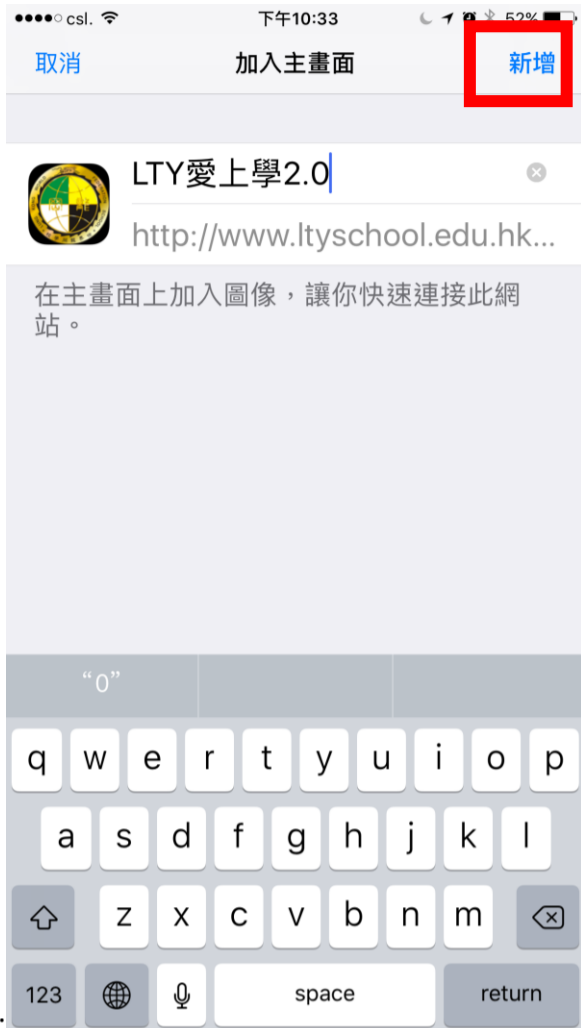 csl. 下午10:33 52%
取消 加入主畫面 新增
LTY愛上學2.0
http://www.ltyschool.edu.hk...
在主畫面上加入圖像，讓你快速連接此網
站。
“0”
q w e r t y u i o p
a s d f g h j k l
z x c v b n m
123 space return
.